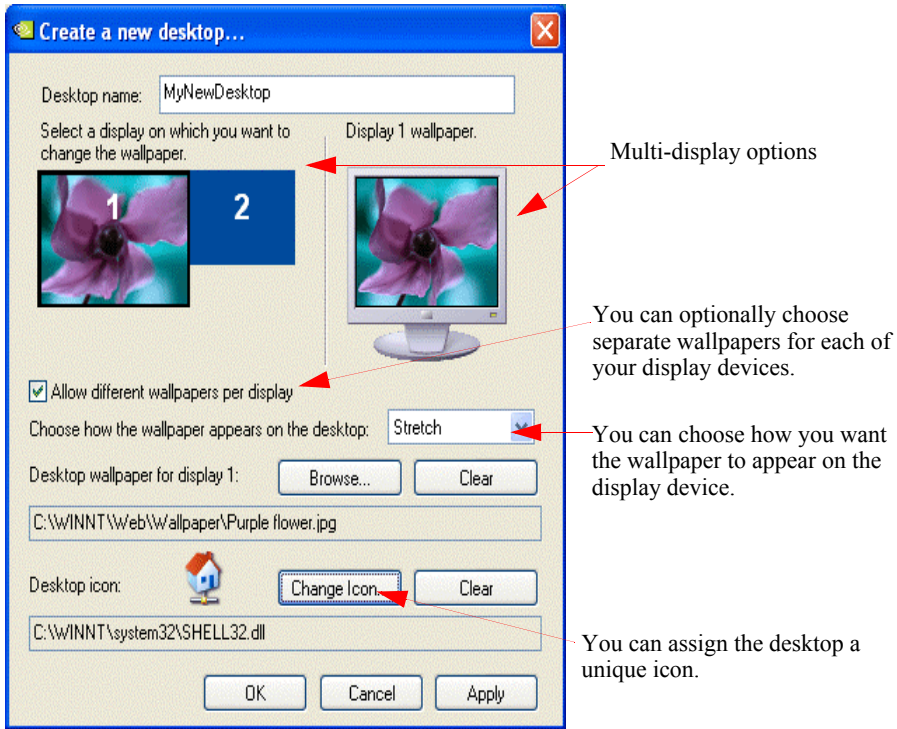 Create a new desktop...
Desktop name: MyNewDesktop
Select a display on which you want to
change the wallpaper.
Display 1 wallpaper.
1
2
Multi-display options
You can optionally choose
separate wallpapers for each of
your display devices.
Allow different wallpapers per display
Choose how the wallpaper appears on the desktop: Stretch
You can choose how you want
the wallpaper to appear on the
display device.
Desktop wallpaper for display 1: Browse... Clear
C:\WINNT\Web\Wallpaper\Purple flower.jpg
Desktop icon: Change Icon... Clear
C:\WINNT\system32\SHELL32.dll
You can assign the desktop a
unique icon.
OK Cancel Apply